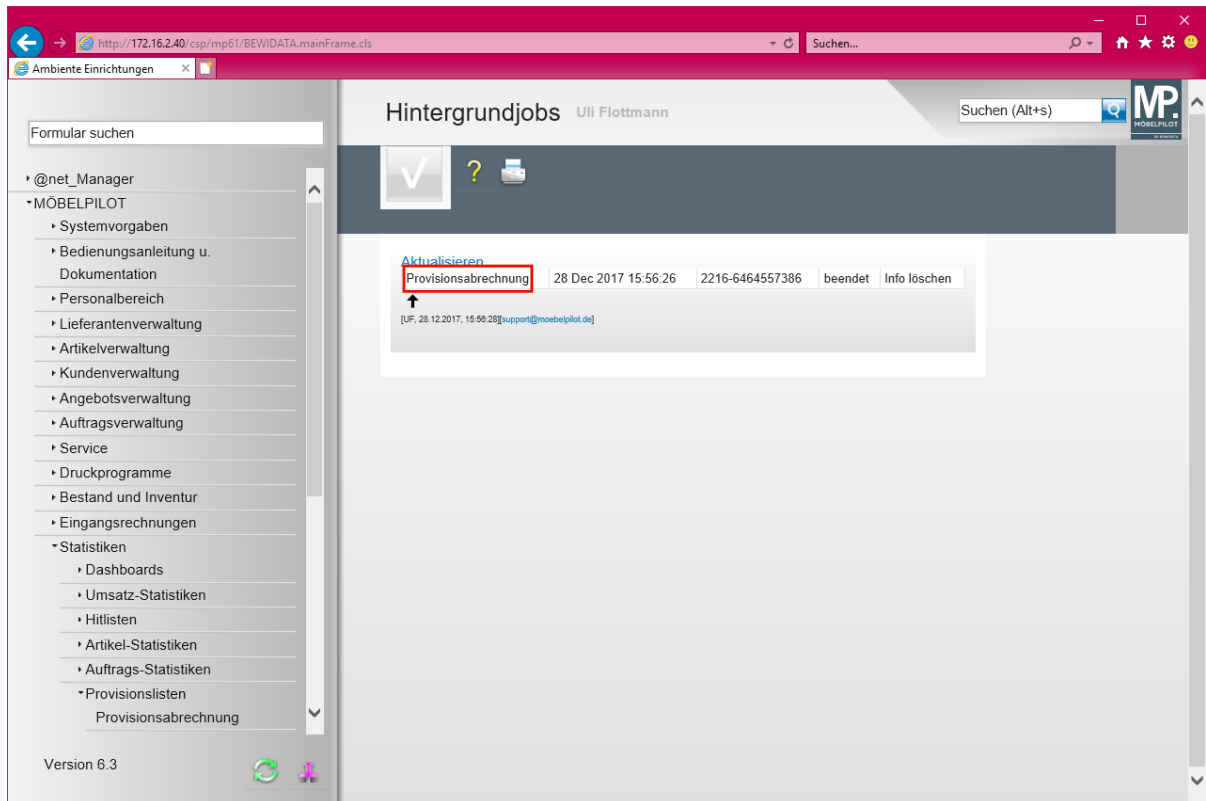 http://172.16.2.40/csp/mp61/BEWIDATA.mainFrame.cls
Suchen...
Ambiente Einrichtungen
Formular suchen
@net_Manager
MÖBELPILOT
Systemvorgaben
Bedienungsanleitung u.
Dokumentation
Personalbereich
Lieferantenverwaltung
Artikelverwaltung
Kundenverwaltung
Angebotsverwaltung
Auftragsverwaltung
Service
Druckprogramme
Bestand und Inventur
Eingangsrechnungen
Statistiken
Dashboards
Umsatz-Statistiken
Hitlisten
Artikel-Statistiken
Auftrags-Statistiken
Provisionslisten
Provisionsabrechnung
Version 6.3
Hintergrundjobs Uli Flottmann
Suchen (Alt+s)
MP.
MÖBELPILOT
BY BEWIDATA
?
Aktualisieren
Provisionsabrechnung 28 Dec 2017 15:56:26 2216-6464557386 beendet Info löschen
[UF, 28.12.2017, 15:56:28][support@moebelpilot.de]